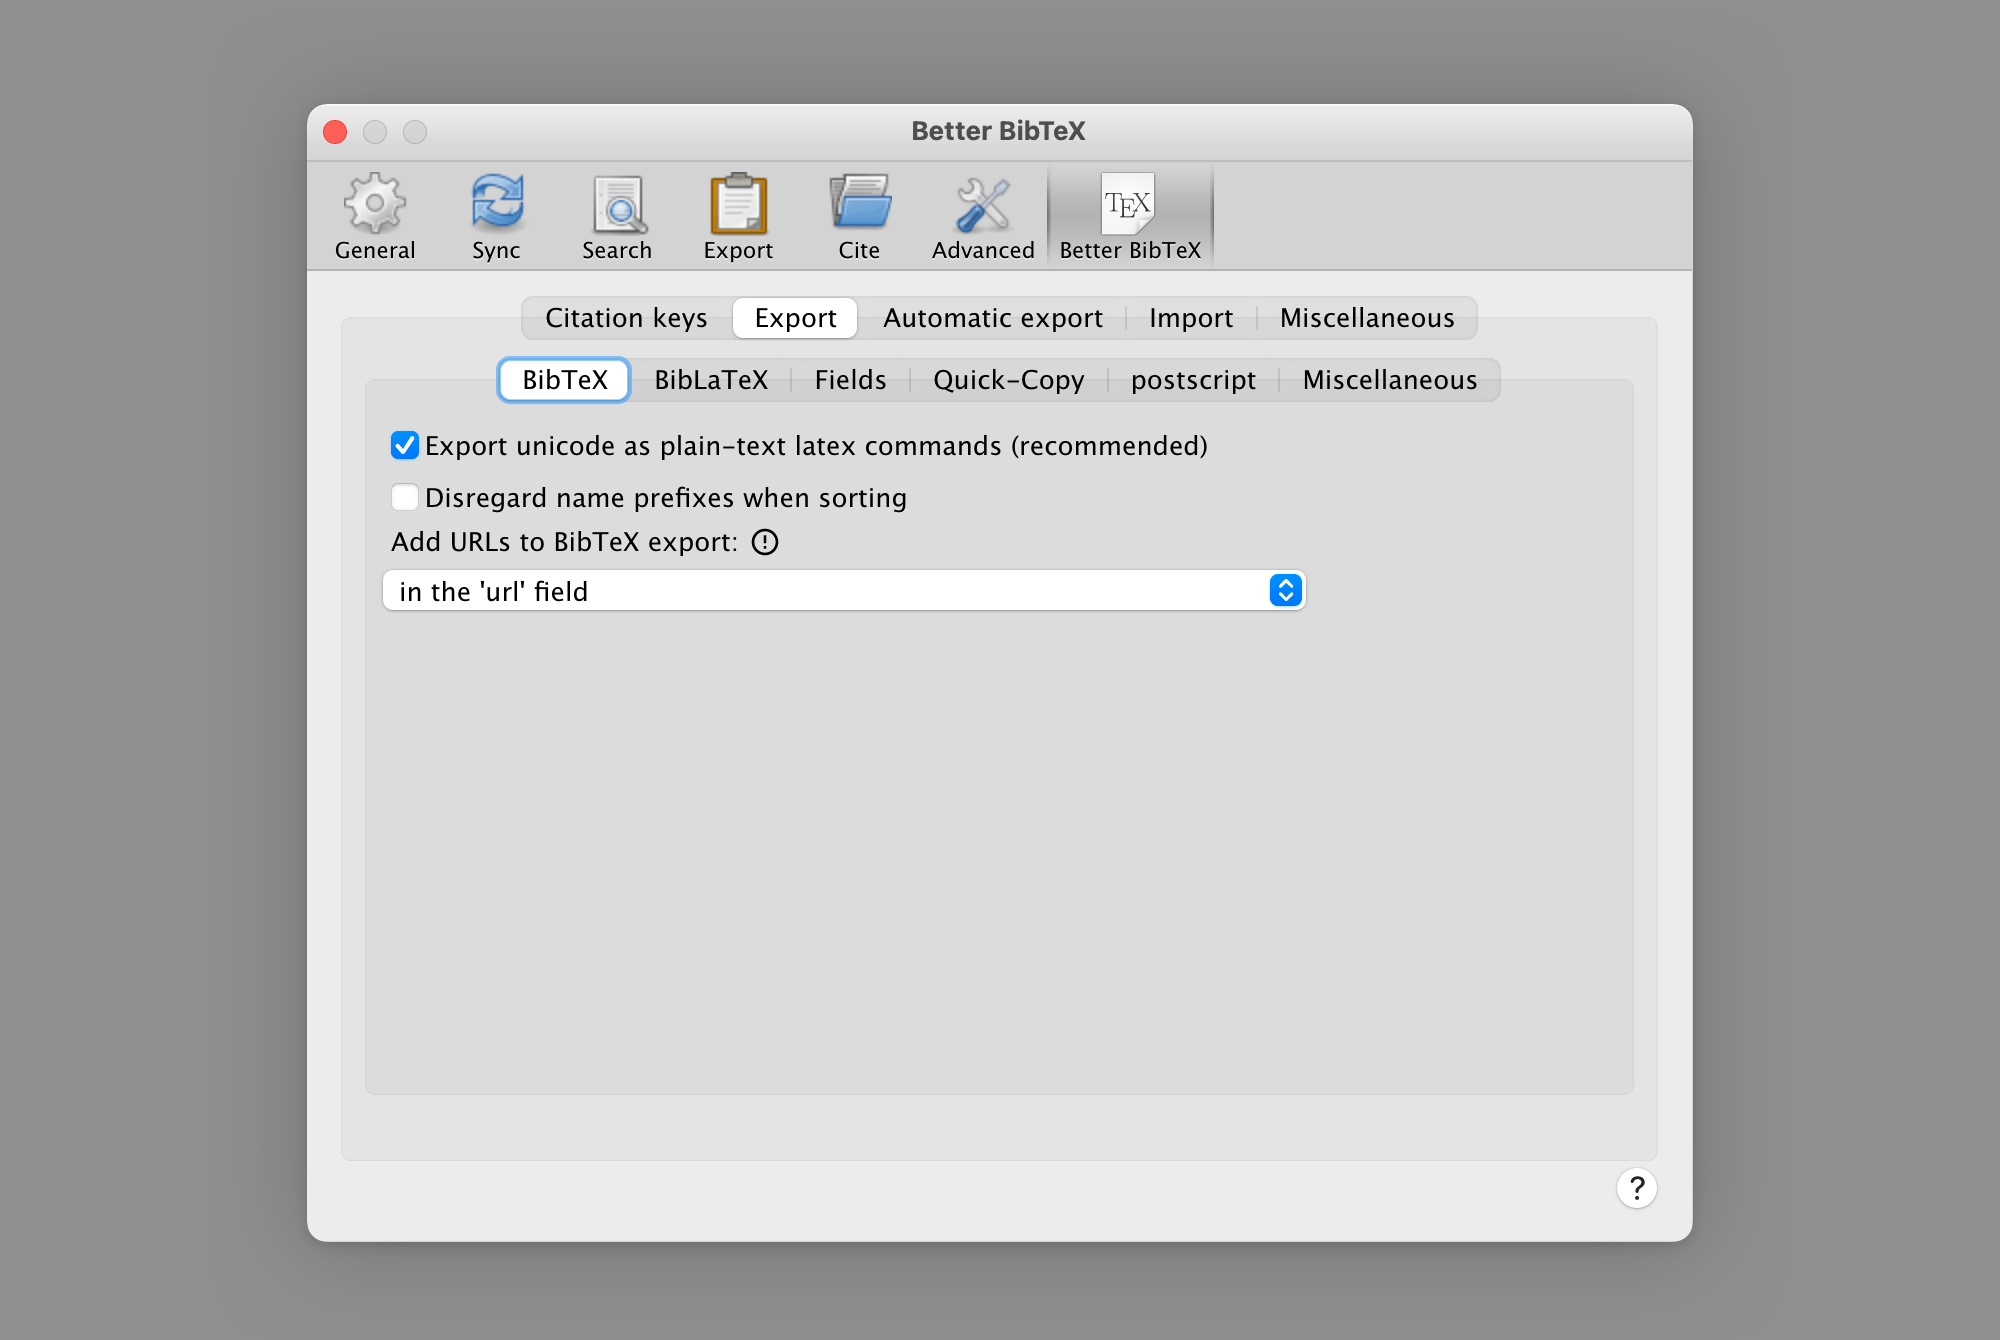 Better BibTeX
General Sync Search Export Cite Advanced TEX Better BibTeX
Citation keys Export Automatic export Import Miscellaneous
BibTeX BibLaTeX Fields Quick-Copy postscript Miscellaneous
Export unicode as plain-text latex commands (recommended)
Disregard name prefixes when sorting
Add URLs to BibTeX export:
in the 'url' field
?